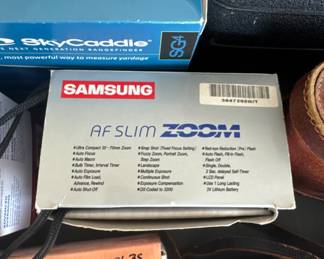 SkyCaddie
THE NEXT GENERATION RANGEFINDER
SG4
, most powerful way to measure yardage
SAMSUNG
AF SLIM ZOOM
•Ultra Compact 35 - 70mm Zoom
•Auto Focus
•Auto Macro
•Bulb Timer, Interval Timer
•Auto Exposure
•Auto Film Load,
Advance, Rewind
•Auto Shut-Off
•Snap Shot (Fixed Focus Setting)
•Fuzzy Zoom, Portrait Zoom,
Step Zoom
•Landscape
•Multiple Exposure
•Continuous Shot
•Exposure Compensation
•DX-Coded to 3200
•Red-eye Reduction (Pre) Flash
•Auto Flash, Fill-in Flash,
Flash Off
•Single, Double,
2 Sec. delayed Self-Timer
•LCD Panel
•Use 1 Long Lasting
3V Lithium Battery